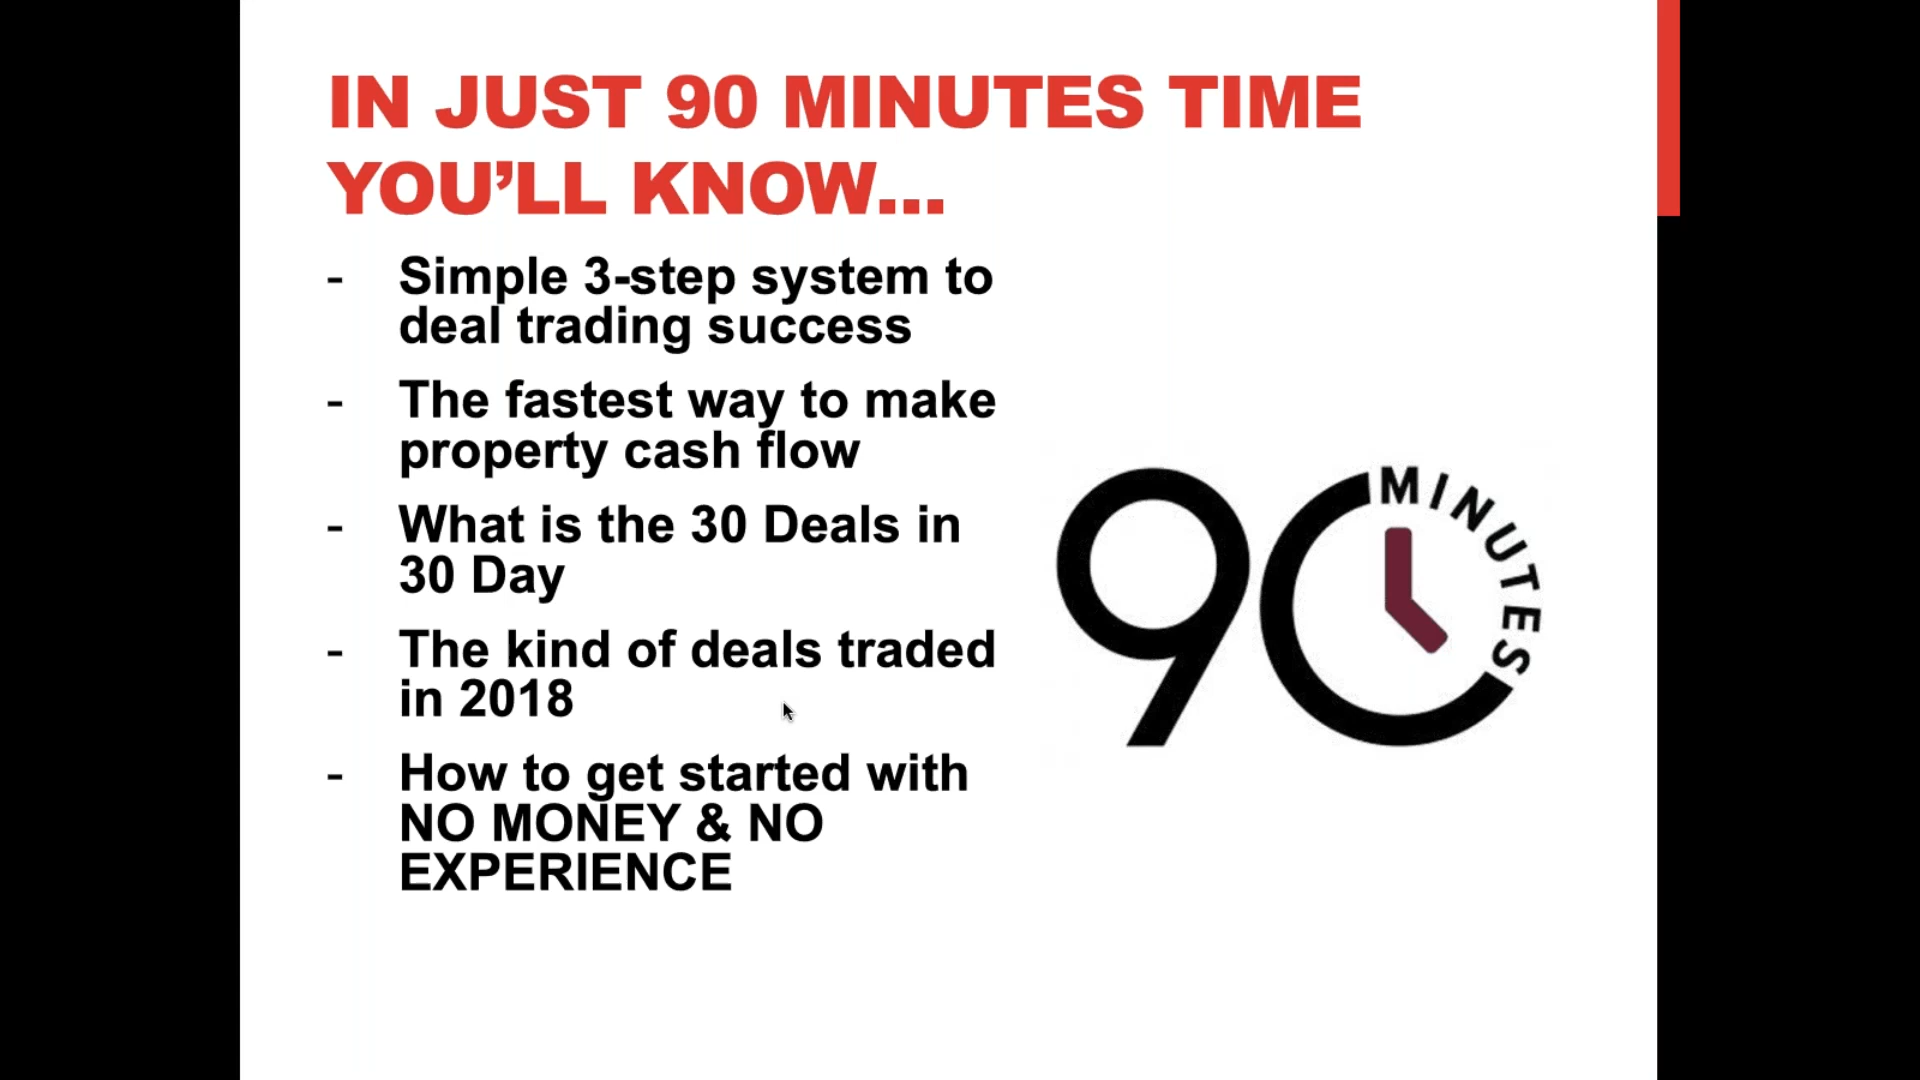 IN JUST 90 MINUTES TIME
YOU’LL KNOW...
- Simple 3-step system to
deal trading success
- The fastest way to make
property cash flow
- What is the 30 Deals in
30 Day
- The kind of deals traded
in 2018
- How to get started with
NO MONEY & NO
EXPERIENCE
90 MINUTES